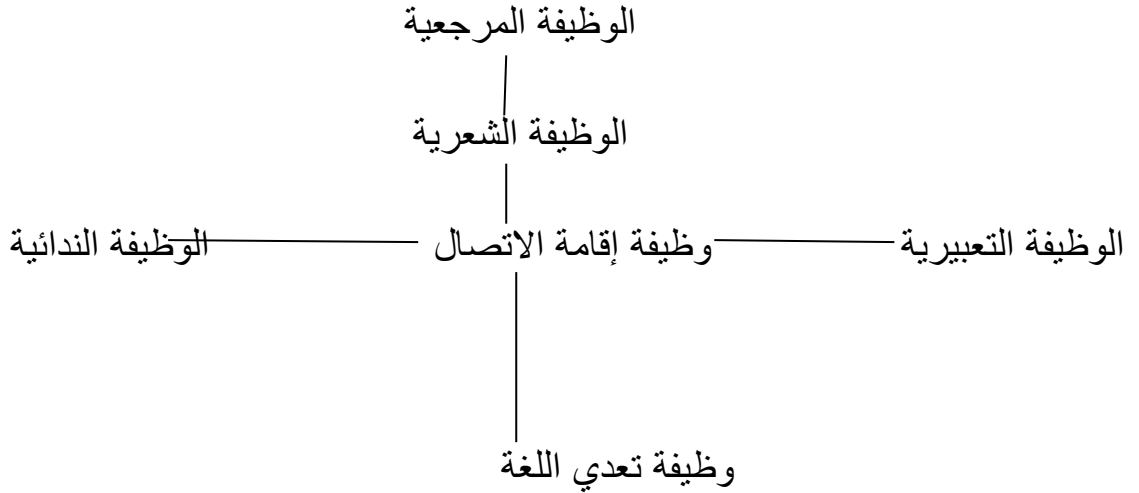 الوظيفة المرجعية
الوظيفة الشعرية
الوظيفة التعبيرية وظيفة إقامة الاتصال الوظيفة الندائية
وظيفة تعدي اللغة